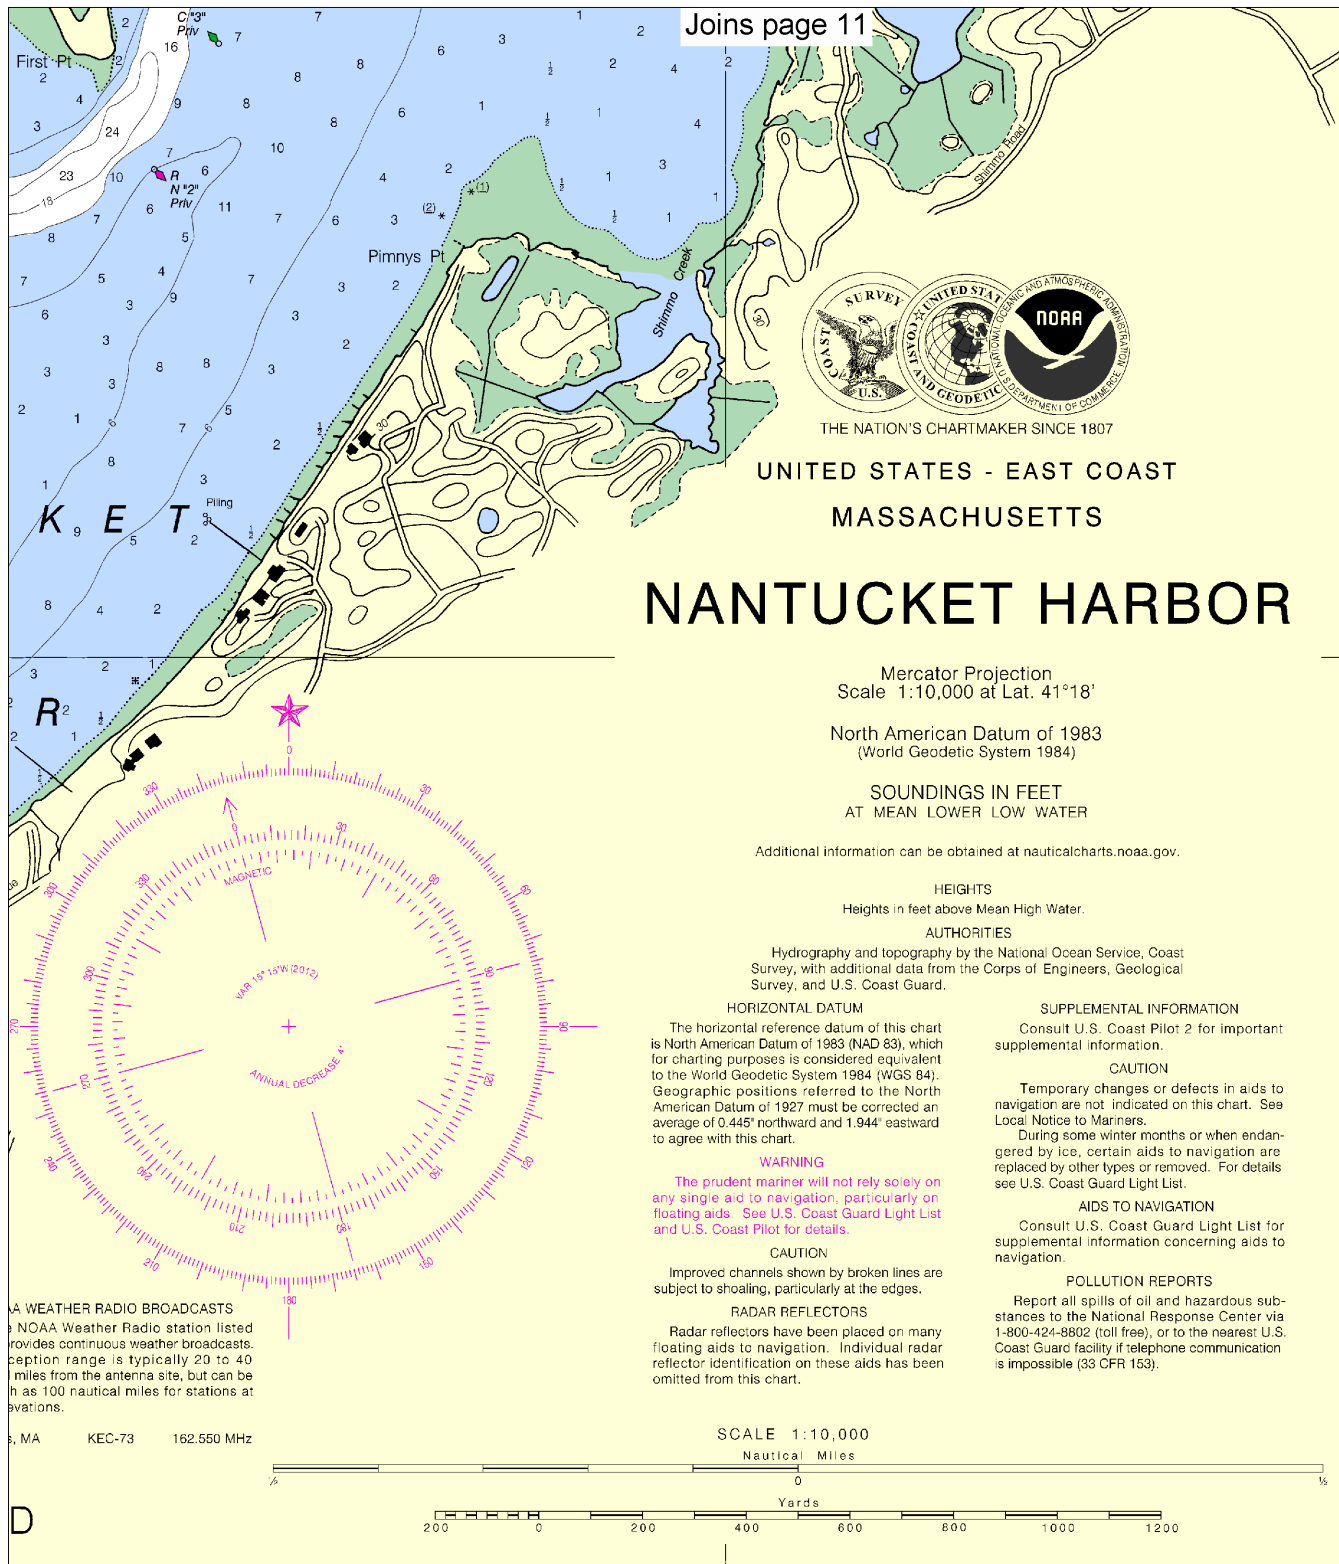 Joins page 11
C "3"
Priv
First Pt
R
N "2"
Priv
Pimnys Pt
Shimmo Creek
Shimmo Road
Piling
K E T
R
COAST SURVEY
U.S.
UNITED STAT
COAST AND GEODETIC
NATIONAL OCEANIC AND ATMOSPHERIC ADMINISTRATION
U.S. DEPARTMENT OF COMMERCE
NOAA
THE NATION'S CHARTMAKER SINCE 1807
UNITED STATES - EAST COAST
MASSACHUSETTS
NANTUCKET HARBOR
Mercator Projection
Scale 1:10,000 at Lat. 41°18'
North American Datum of 1983
(World Geodetic System 1984)
SOUNDINGS IN FEET
AT MEAN LOWER LOW WATER
Additional information can be obtained at nauticalcharts.noaa.gov.
HEIGHTS
Heights in feet above Mean High Water.
AUTHORITIES
Hydrography and topography by the National Ocean Service, Coast
Survey, with additional data from the Corps of Engineers, Geological
Survey, and U.S. Coast Guard.
HORIZONTAL DATUM
The horizontal reference datum of this chart
is North American Datum of 1983 (NAD 83), which
for charting purposes is considered equivalent
to the World Geodetic System 1984 (WGS 84).
Geographic positions referred to the North
American Datum of 1927 must be corrected an
average of 0.445" northward and 1.944" eastward
to agree with this chart.
WARNING
The prudent mariner will not rely solely on
any single aid to navigation, particularly on
floating aids. See U.S. Coast Guard Light List
and U.S. Coast Pilot for details.
CAUTION
Improved channels shown by broken lines are
subject to shoaling, particularly at the edges.
RADAR REFLECTORS
Radar reflectors have been placed on many
floating aids to navigation. Individual radar
reflector identification on these aids has been
omitted from this chart.
SUPPLEMENTAL INFORMATION
Consult U.S. Coast Pilot 2 for important
supplemental information.
CAUTION
Temporary changes or defects in aids to
navigation are not indicated on this chart. See
Local Notice to Mariners.
During some winter months or when endan-
gered by ice, certain aids to navigation are
replaced by other types or removed. For details
see U.S. Coast Guard Light List.
AIDS TO NAVIGATION
Consult U.S. Coast Guard Light List for
supplemental information concerning aids to
navigation.
POLLUTION REPORTS
Report all spills of oil and hazardous sub-
stances to the National Response Center via
1-800-424-8802 (toll free), or to the nearest U.S.
Coast Guard facility if telephone communication
is impossible (33 CFR 153).
MAGNETIC
VAR 15° 15'W (2012)
ANNUAL DECREASE 4'
AA WEATHER RADIO BROADCASTS
e NOAA Weather Radio station listed
provides continuous weather broadcasts.
ception range is typically 20 to 40
l miles from the antenna site, but can be
h as 100 nautical miles for stations at
evations.
s, MA KEC-73 162.550 MHz
D
SCALE 1:10,000
Nautical Miles
½ 0 ½
Yards
200 0 200 400 600 800 1000 1200